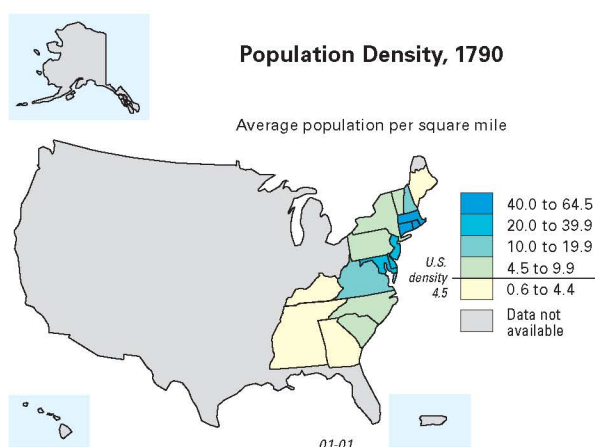 Population Density, 1790
Average population per square mile
40.0 to 64.5
20.0 to 39.9
10.0 to 19.9
U.S.
density
4.5
4.5 to 9.9
0.6 to 4.4
Data not
available
01-01